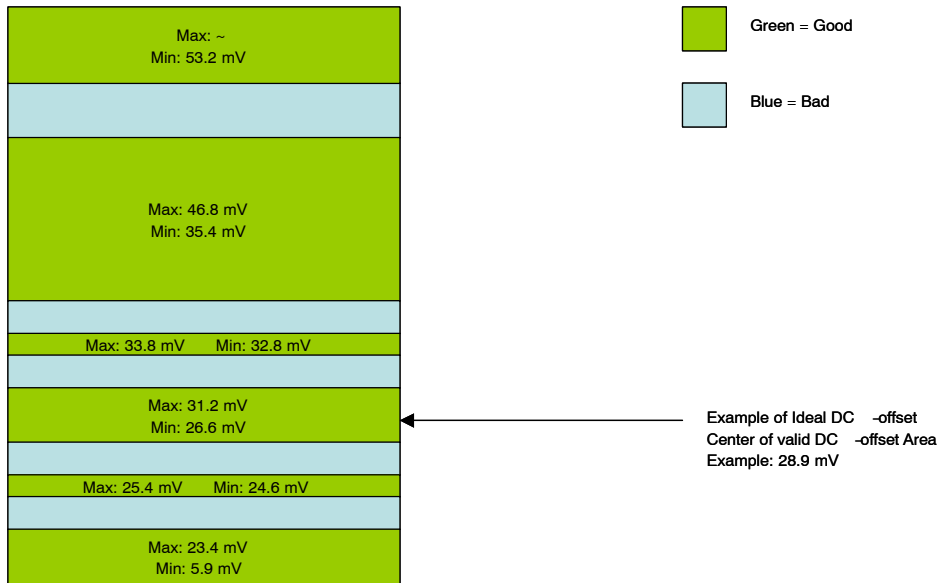 Max: ~
Min: 53.2 mV
Max: 46.8 mV
Min: 35.4 mV
Max: 33.8 mV Min: 32.8 mV
Max: 31.2 mV
Min: 26.6 mV
Max: 25.4 mV Min: 24.6 mV
Max: 23.4 mV
Min: 5.9 mV
Green = Good
Blue = Bad
Example of Ideal DC -offset
Center of valid DC -offset Area
Example: 28.9 mV